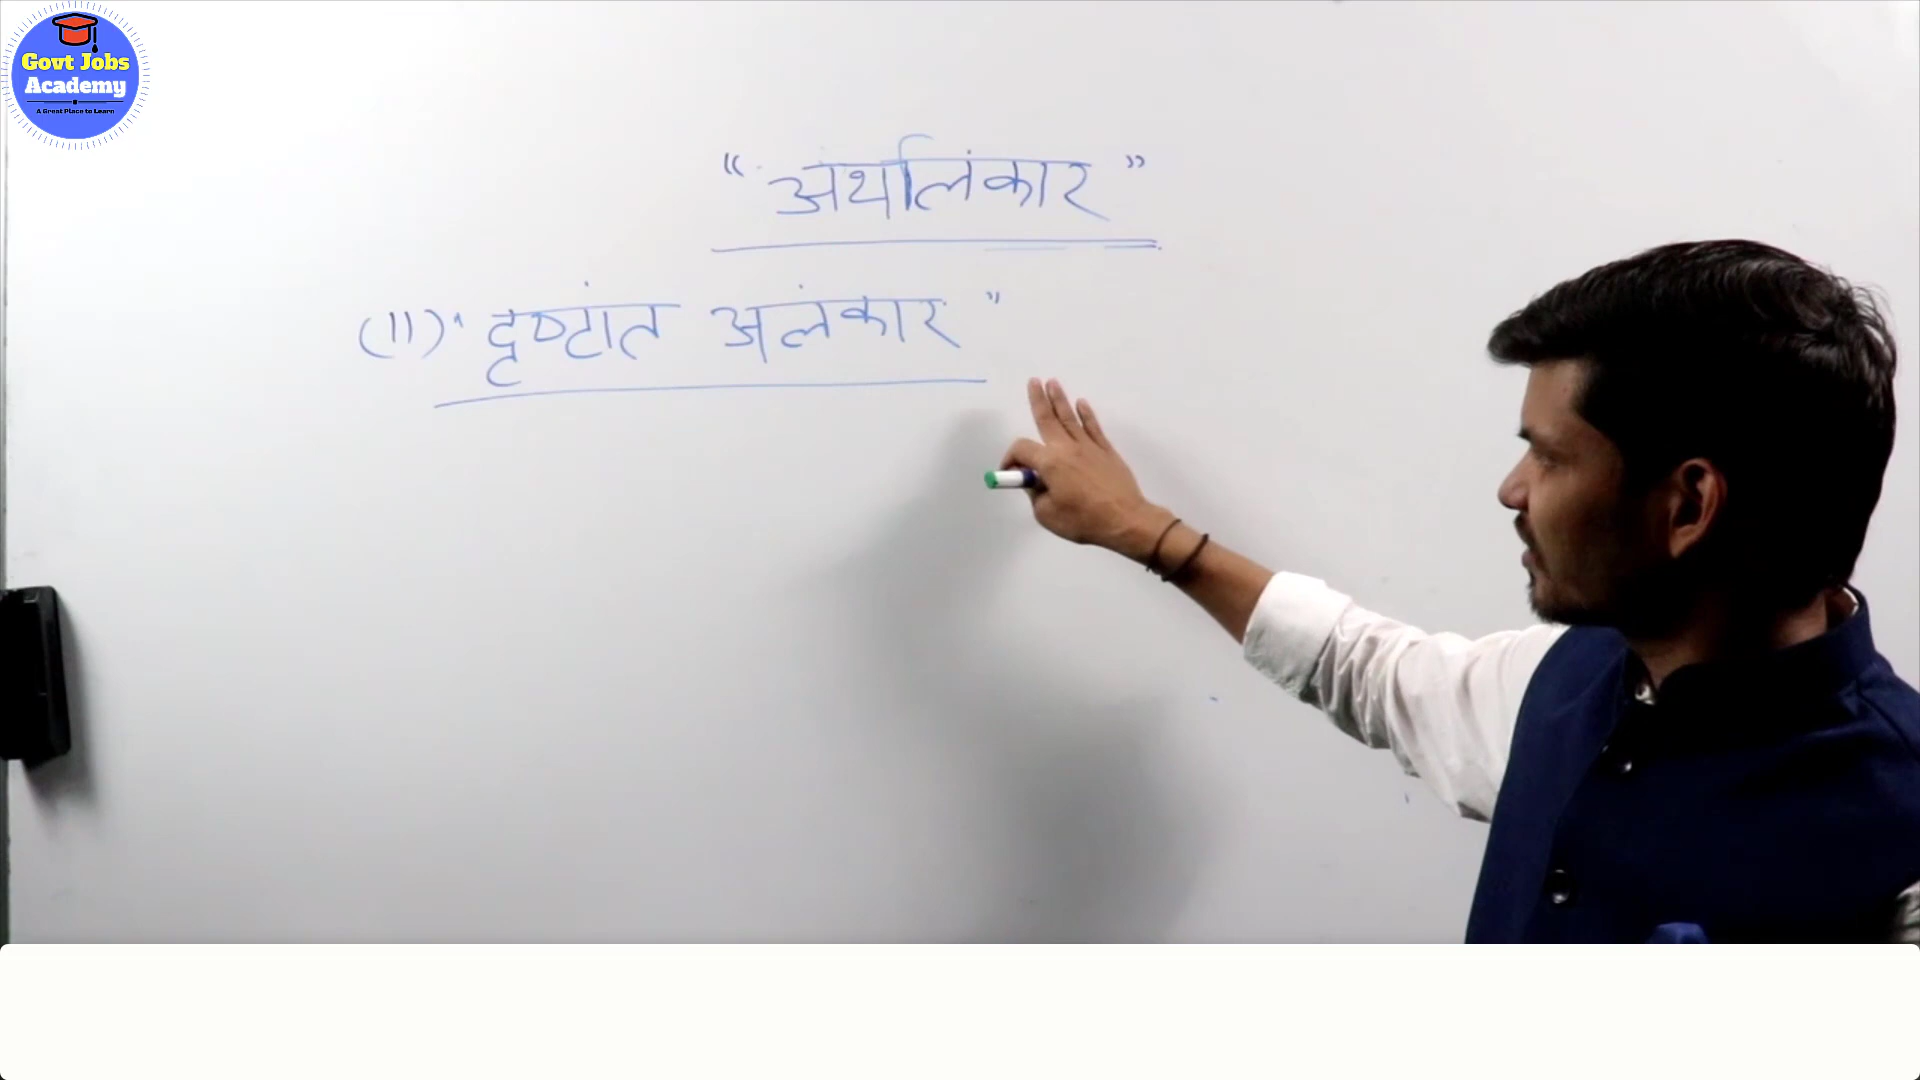 Govt Jobs
Academy
A Great Place to Learn
“ अर्थालंकार ”
(11) “ दृष्टांत अलंकार ”